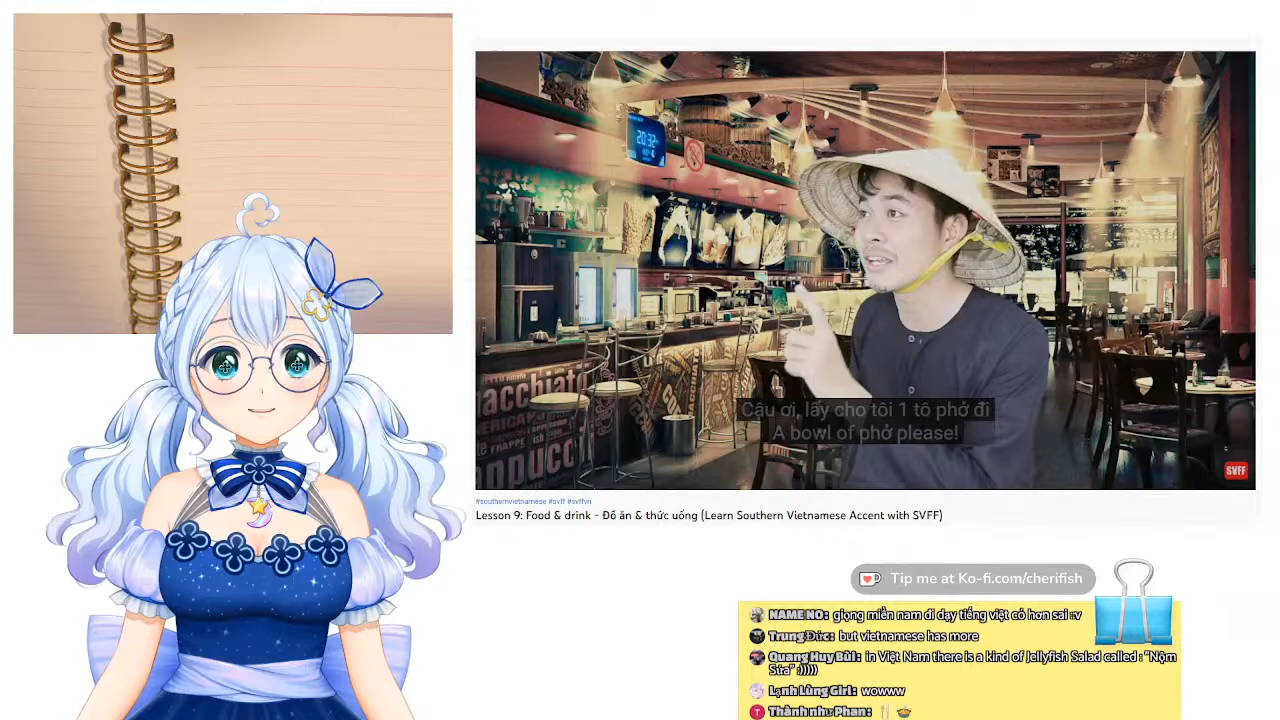 20:32
macchiato
Cậu ơi, lấy cho tôi 1 tô phở đi
A bowl of phở please!
SVFF
#southernvietnamese #svff #svffvn
Lesson 9: Food & drink - Đồ ăn & thức uống (Learn Southern Vietnamese Accent with SVFF)
Tip me at Ko-fi.com/cherifish
NAME NO: giọng miền nam đi dạy tiếng việt có hơn sai :v
Trung Đức: but vietnamese has more
Quang Huy Bùi: in Việt Nam there is a kind of Jellyfish Salad called : "Nộm
Sứa" :)))))
Lạnh Lùng Girl: wowww
Thành như Phan: